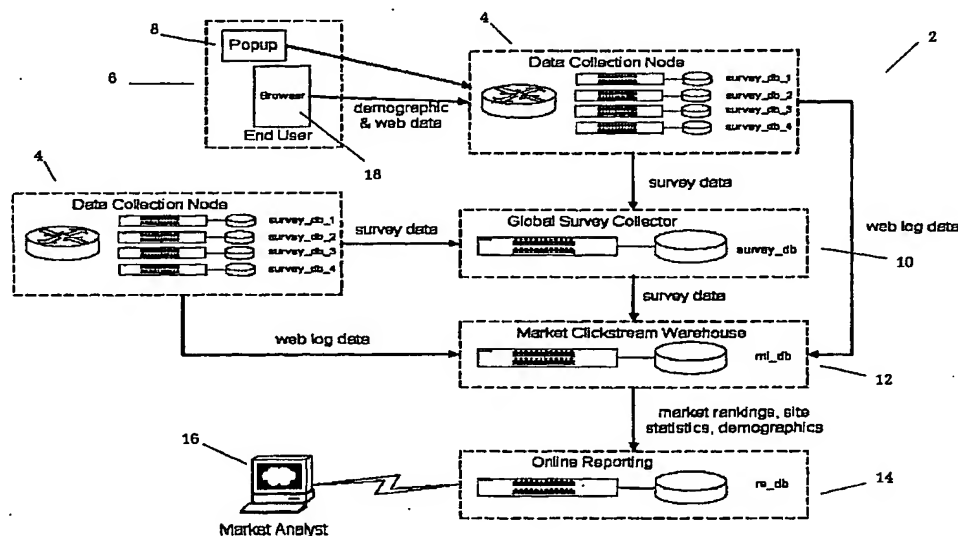 8
Popup
6
Browser
End User
18
demographic
& web data
4
Data Collection Node
survey_db_1
survey_db_2
survey_db_3
survey_db_4
2
4
Data Collection Node
survey_db_1
survey_db_2
survey_db_3
survey_db_4
survey data
survey data
web log data
Global Survey Collector
survey_db
10
survey data
web log data
Market Clickstream Warehouse
mi_db
12
market rankings, site
statistics, demographics
16
Market Analyst
Online Reporting
re_db
14